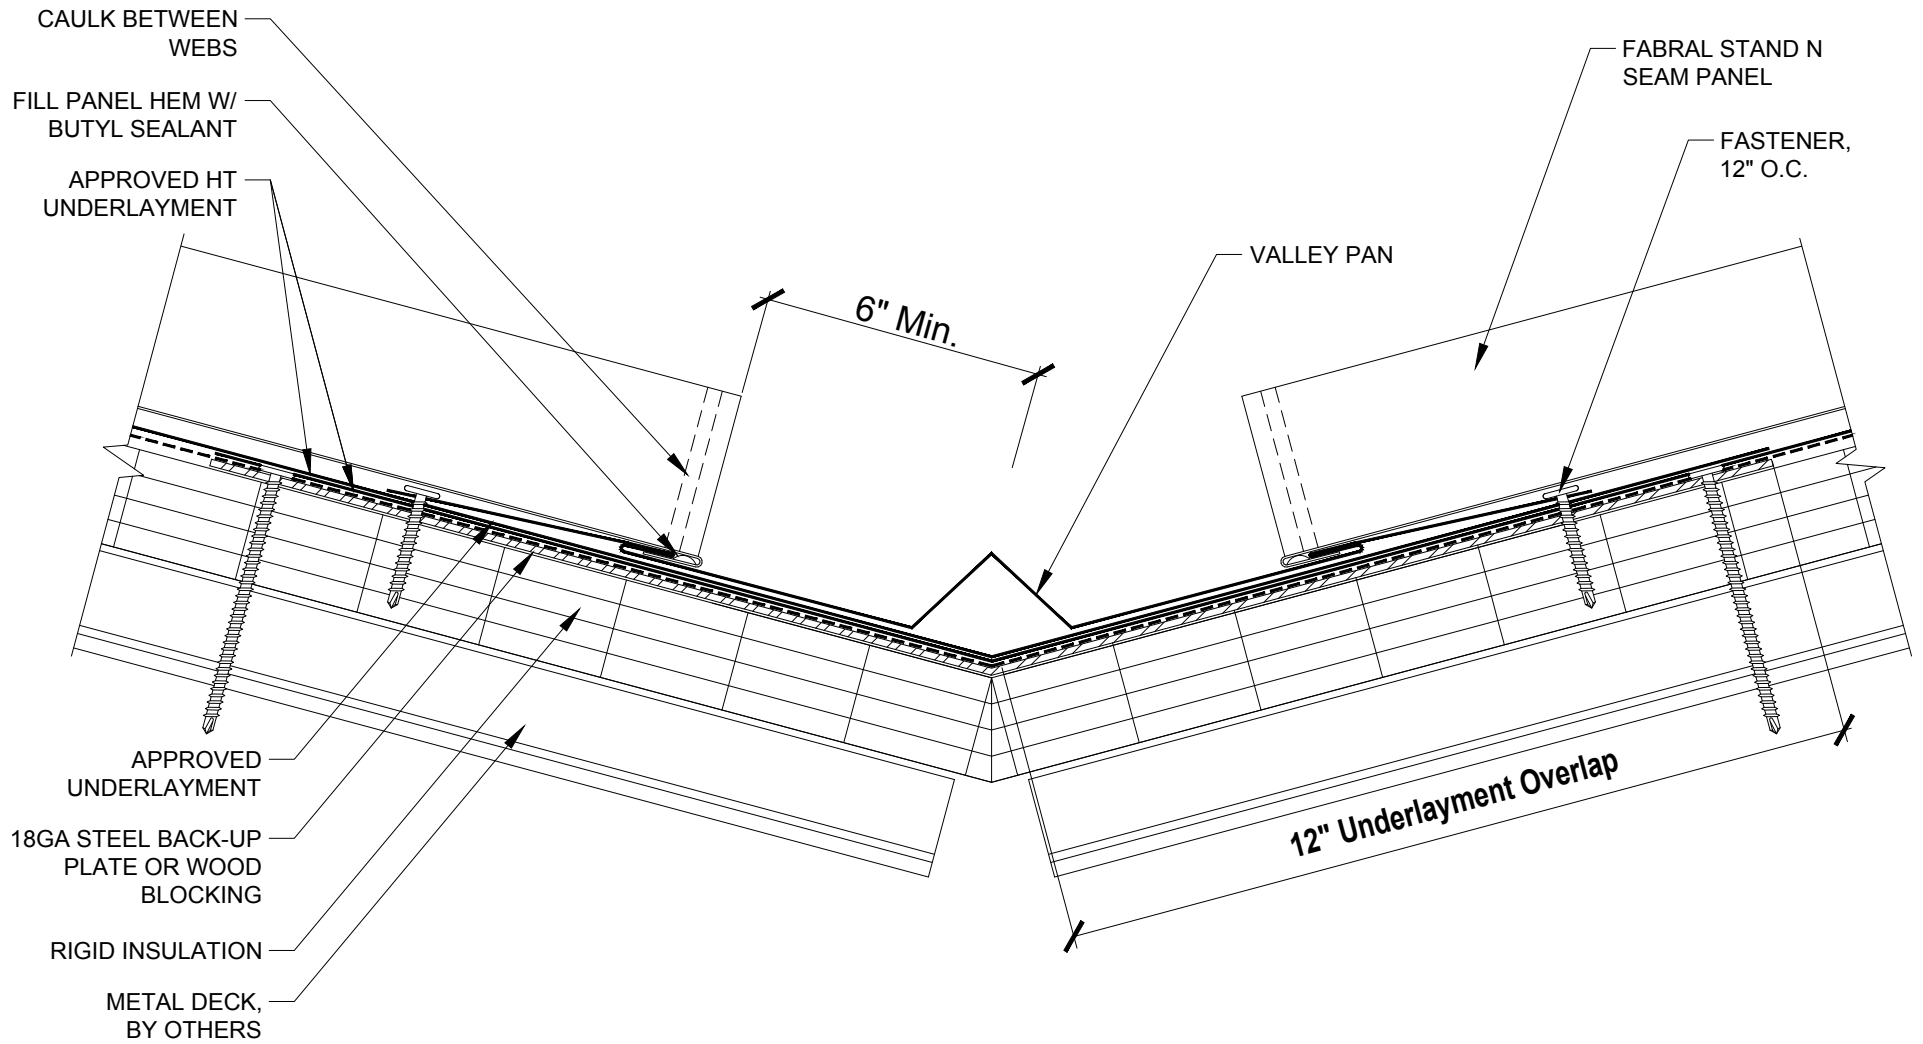 CAULK BETWEEN
WEBS
FILL PANEL HEM W/
BUTYL SEALANT
APPROVED HT
UNDERLAYMENT
6" Min.
VALLEY PAN
FABRAL STAND N
SEAM PANEL
FASTENER,
12" O.C.
APPROVED
UNDERLAYMENT
18GA STEEL BACK-UP
PLATE OR WOOD
BLOCKING
RIGID INSULATION
METAL DECK,
BY OTHERS
12" Underlayment Overlap